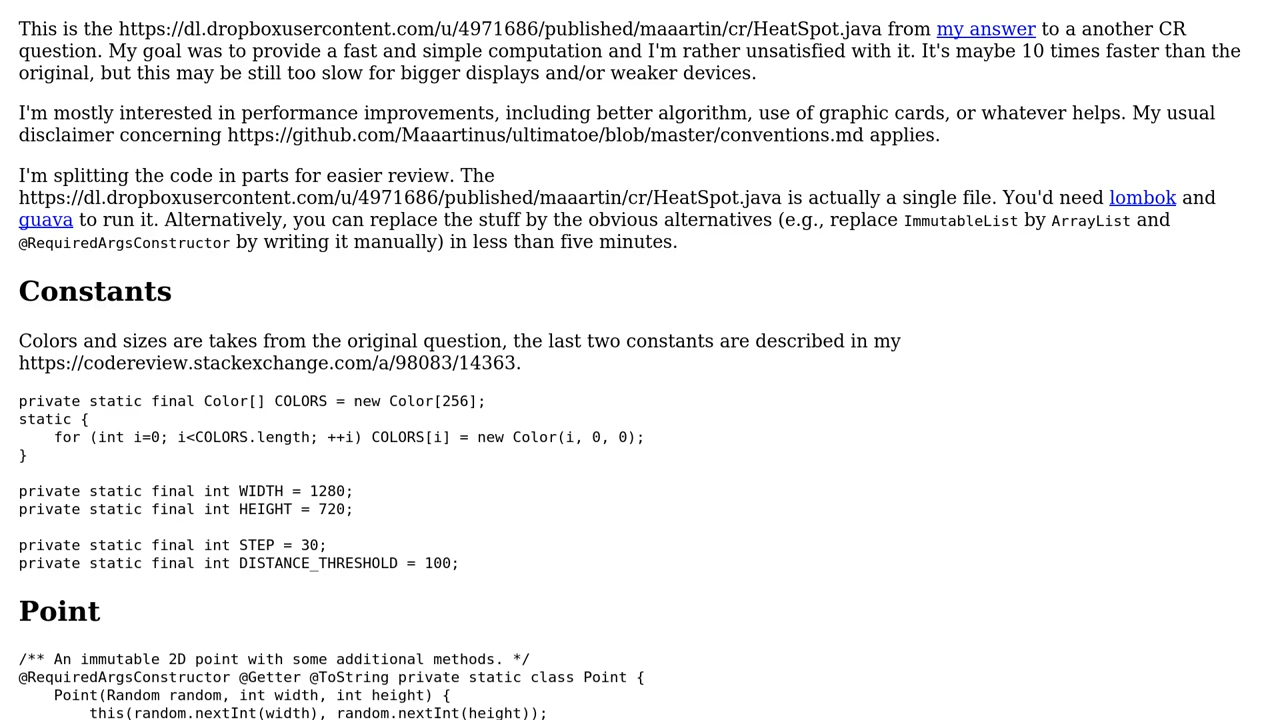 This is the https://dl.dropboxusercontent.com/u/4971686/published/maaartin/cr/HeatSpot.java from my answer to a another CR
question. My goal was to provide a fast and simple computation and I'm rather unsatisfied with it. It's maybe 10 times faster than the
original, but this may be still too slow for bigger displays and/or weaker devices.
I'm mostly interested in performance improvements, including better algorithm, use of graphic cards, or whatever helps. My usual
disclaimer concerning https://github.com/Maaartinus/ultimatoe/blob/master/conventions.md applies.
I'm splitting the code in parts for easier review. The
https://dl.dropboxusercontent.com/u/4971686/published/maaartin/cr/HeatSpot.java is actually a single file. You'd need lombok and
guava to run it. Alternatively, you can replace the stuff by the obvious alternatives (e.g., replace ImmutableList by ArrayList and
@RequiredArgsConstructor by writing it manually) in less than five minutes.
Constants
Colors and sizes are takes from the original question, the last two constants are described in my
https://codereview.stackexchange.com/a/98083/14363.
private static final Color[] COLORS = new Color[256];
static {
    for (int i=0; i<COLORS.length; ++i) COLORS[i] = new Color(i, 0, 0);
}
private static final int WIDTH = 1280;
private static final int HEIGHT = 720;
private static final int STEP = 30;
private static final int DISTANCE_THRESHOLD = 100;
Point
/** An immutable 2D point with some additional methods. */
@RequiredArgsConstructor @Getter @ToString private static class Point {
    Point(Random random, int width, int height) {
        this(random.nextInt(width), random.nextInt(height));